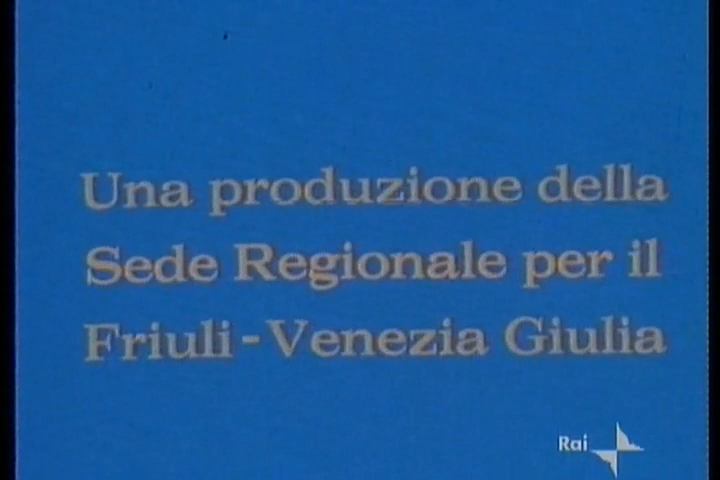 Una produzione della
Sede Regionale per il
Friuli-Venezia Giulia
Rai